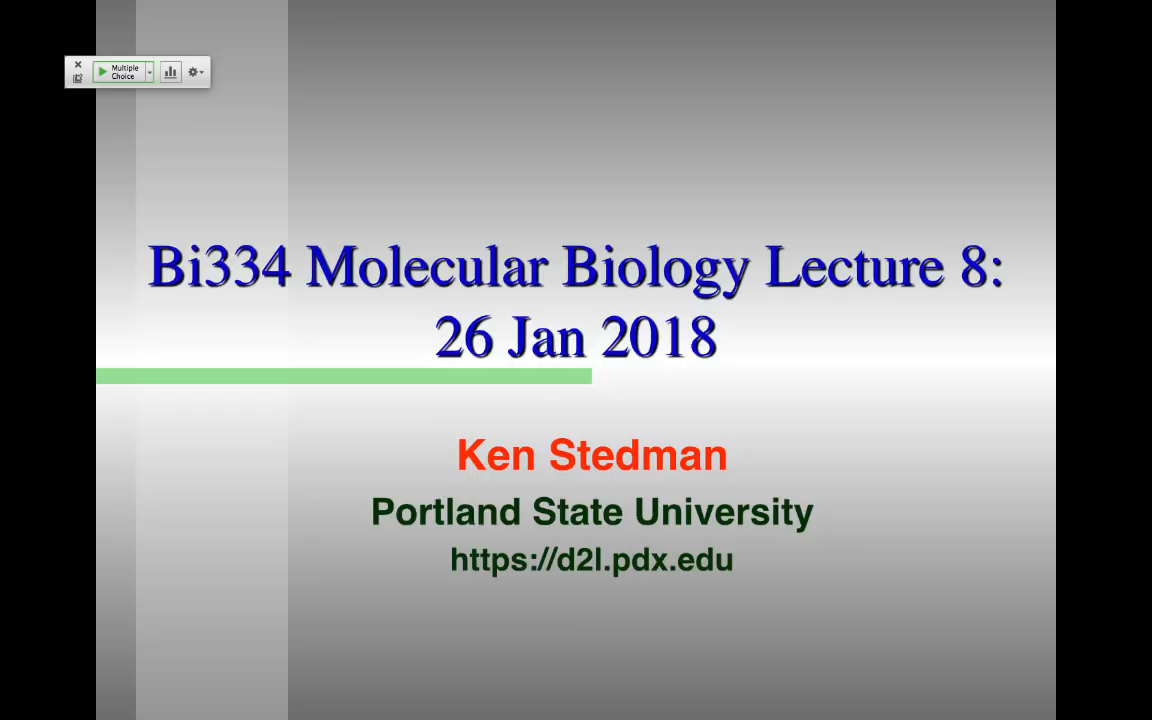 Multiple
Choice
Bi334 Molecular Biology Lecture 8:
26 Jan 2018
Ken Stedman
Portland State University
https://d2l.pdx.edu